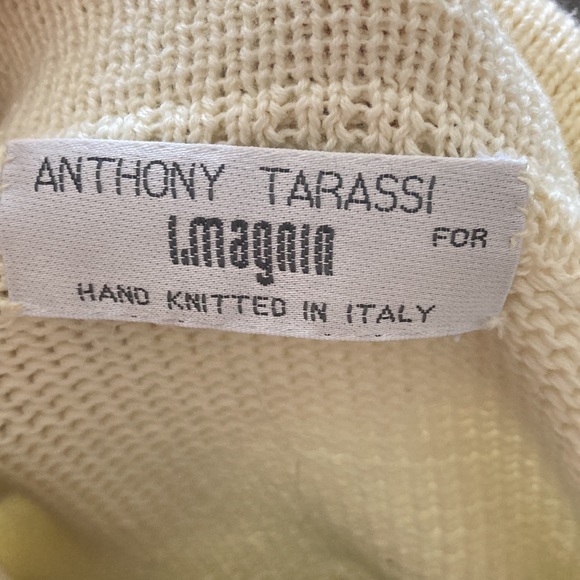 ANTHONY TARASSI
FOR
I.magnin
HAND KNITTED IN ITALY